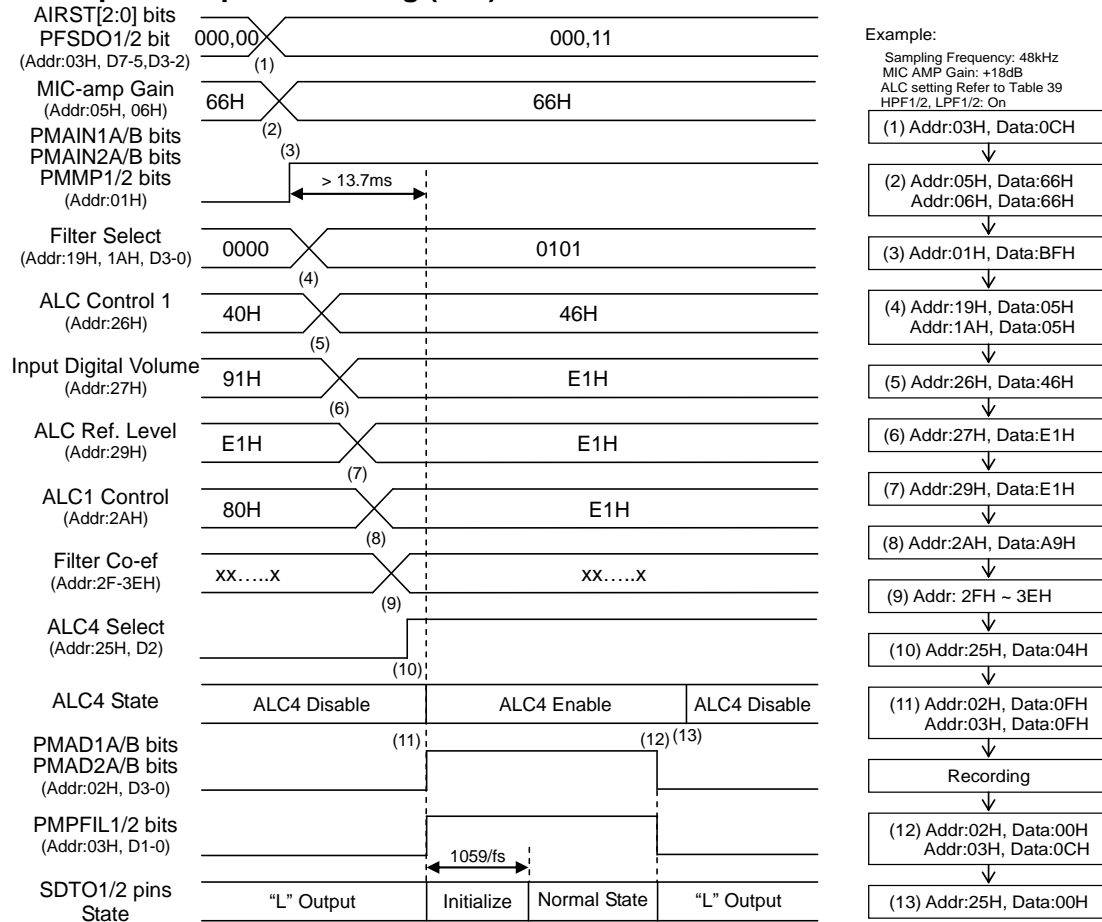 AIRST[2:0] bits
PFSDO1/2 bit
(Addr:03H, D7-5,D3-2)
000,00
000,11
(1)
MIC-amp Gain
(Addr:05H, 06H)
66H
66H
(2)
PMAIN1A/B bits
PMAIN2A/B bits
PMMP1/2 bits
(Addr:01H)
(3)
> 13.7ms
Filter Select
(Addr:19H, 1AH, D3-0)
0000
0101
(4)
ALC Control 1
(Addr:26H)
40H
46H
(5)
Input Digital Volume
(Addr:27H)
91H
E1H
(6)
ALC Ref. Level
(Addr:29H)
E1H
E1H
(7)
ALC1 Control
(Addr:2AH)
80H
E1H
(8)
Filter Co-ef
(Addr:2F-3EH)
xx…..x
xx…..x
(9)
ALC4 Select
(Addr:25H, D2)
(10)
ALC4 State
ALC4 Disable
ALC4 Enable
ALC4 Disable
(11)
(12)
(13)
PMAD1A/B bits
PMAD2A/B bits
(Addr:02H, D3-0)
PMPFIL1/2 bits
(Addr:03H, D1-0)
1059/fs
SDTO1/2 pins
State
“L” Output
Initialize
Normal State
“L” Output
Example:
Sampling Frequency: 48kHz
MIC AMP Gain: +18dB
ALC setting Refer to Table 39
HPF1/2, LPF1/2: On
(1) Addr:03H, Data:0CH
(2) Addr:05H, Data:66H
Addr:06H, Data:66H
(3) Addr:01H, Data:BFH
(4) Addr:19H, Data:05H
Addr:1AH, Data:05H
(5) Addr:26H, Data:46H
(6) Addr:27H, Data:E1H
(7) Addr:29H, Data:E1H
(8) Addr:2AH, Data:A9H
(9) Addr: 2FH ~ 3EH
(10) Addr:25H, Data:04H
(11) Addr:02H, Data:0FH
Addr:03H, Data:0FH
Recording
(12) Addr:02H, Data:00H
Addr:03H, Data:0CH
(13) Addr:25H, Data:00H